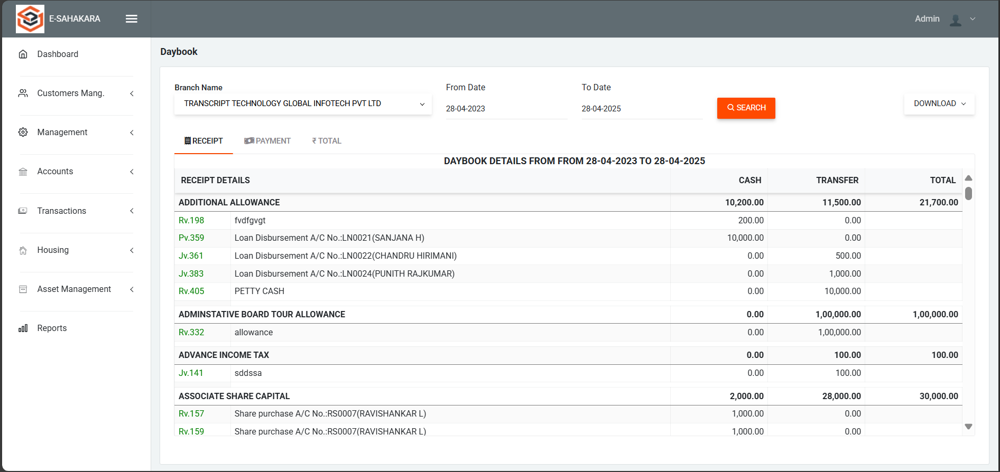 E-SAHAKARA
Admin
Dashboard
Customers Mang.
Management
Accounts
Transactions
Housing
Asset Management
Reports
Daybook
Branch Name
TRANSCRIPT TECHNOLOGY GLOBAL INFOTECH PVT LTD
From Date
28-04-2023
To Date
28-04-2025
SEARCH
DOWNLOAD
RECEIPT PAYMENT ₹ TOTAL
DAYBOOK DETAILS FROM FROM 28-04-2023 TO 28-04-2025
RECEIPT DETAILS CASH TRANSFER TOTAL
ADDITIONAL ALLOWANCE 10,200.00 11,500.00 21,700.00
Rv.198 fvdfgvgt 200.00 0.00
Pv.359 Loan Disbursement A/C No.:LN0021(SANJANA H) 10,000.00 0.00
Jv.361 Loan Disbursement A/C No.:LN0022(CHANDRU HIRIMANI) 0.00 500.00
Jv.383 Loan Disbursement A/C No.:LN0024(PUNITH RAJKUMAR) 0.00 1,000.00
Rv.405 PETTY CASH 0.00 10,000.00
ADMINSTATIVE BOARD TOUR ALLOWANCE 0.00 1,00,000.00 1,00,000.00
Rv.332 allowance 0.00 1,00,000.00
ADVANCE INCOME TAX 0.00 100.00 100.00
Jv.141 sddssa 0.00 100.00
ASSOCIATE SHARE CAPITAL 2,000.00 28,000.00 30,000.00
Rv.157 Share purchase A/C No.:RS0007(RAVISHANKAR L) 1,000.00 0.00
Rv.159 Share purchase A/C No.:RS0007(RAVISHANKAR L) 1,000.00 0.00